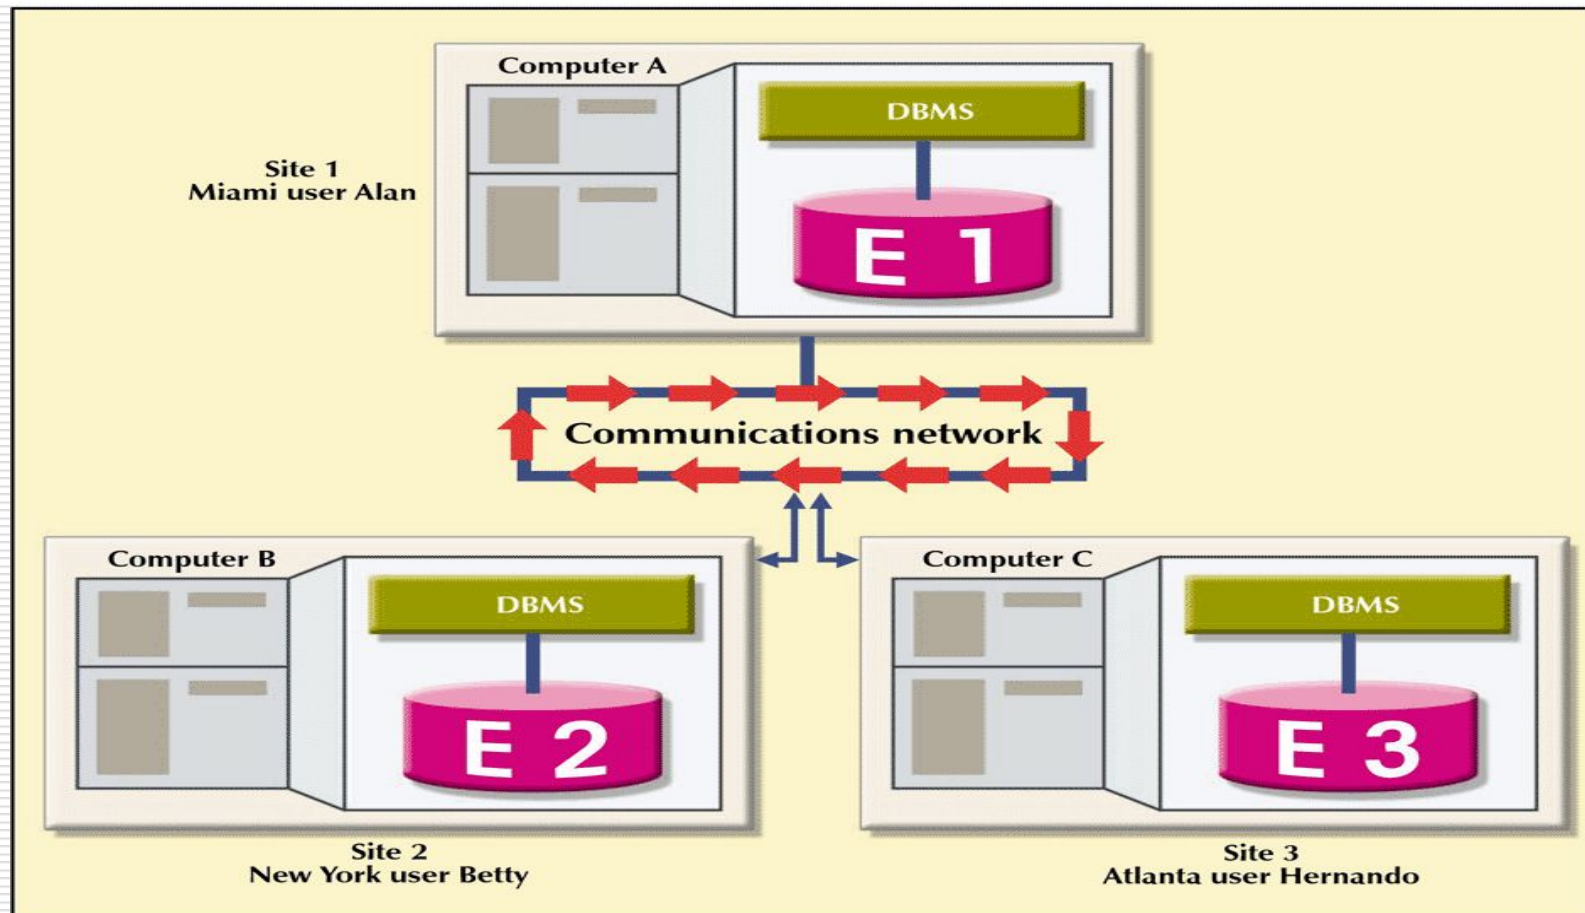 Computer A
DBMS
Site 1
Miami user Alan
E 1
Communications network
Computer B
DBMS
E 2
Site 2
New York user Betty
Computer C
DBMS
E 3
Site 3
Atlanta user Hernando